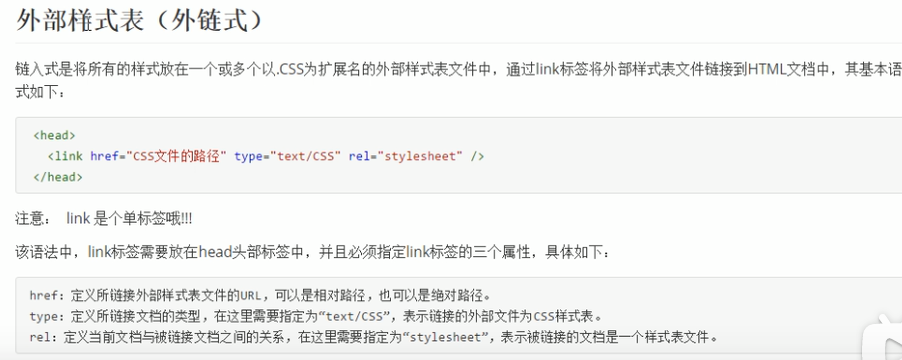 外部样式表（外链式）
链入式是将所有的样式放在一个或多个以.CSS为扩展名的外部样式表文件中，通过link标签将外部样式表文件链接到HTML文档中，其基本语
式如下：
<head>
<link href="CSS文件的路径" type="text/CSS" rel="stylesheet" />
</head>
注意： link 是个单标签哦!!!
该语法中，link标签需要放在head头部标签中，并且必须指定link标签的三个属性，具体如下：
href：定义所链接外部样式表文件的URL，可以是相对路径，也可以是绝对路径。
type：定义所链接文档的类型，在这里需要指定为“text/CSS”，表示链接的外部文件为CSS样式表。
rel：定义当前文档与被链接文档之间的关系，在这里需要指定为“stylesheet”，表示被链接的文档是一个样式表文件。